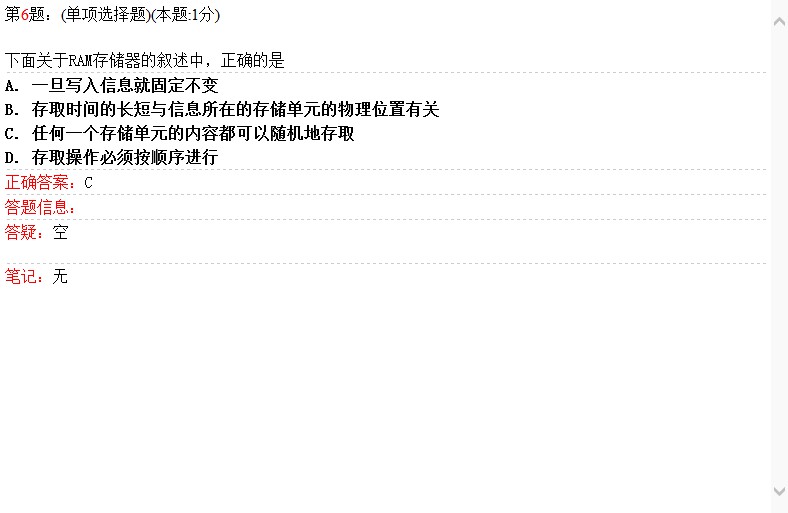 第6题：(单项选择题)(本题:1分)
下面关于RAM存储器的叙述中，正确的是
A. 一旦写入信息就固定不变
B. 存取时间的长短与信息所在的存储单元的物理位置有关
C. 任何一个存储单元的内容都可以随机地存取
D. 存取操作必须按顺序进行
正确答案：C
答题信息：
答疑：空
笔记：无